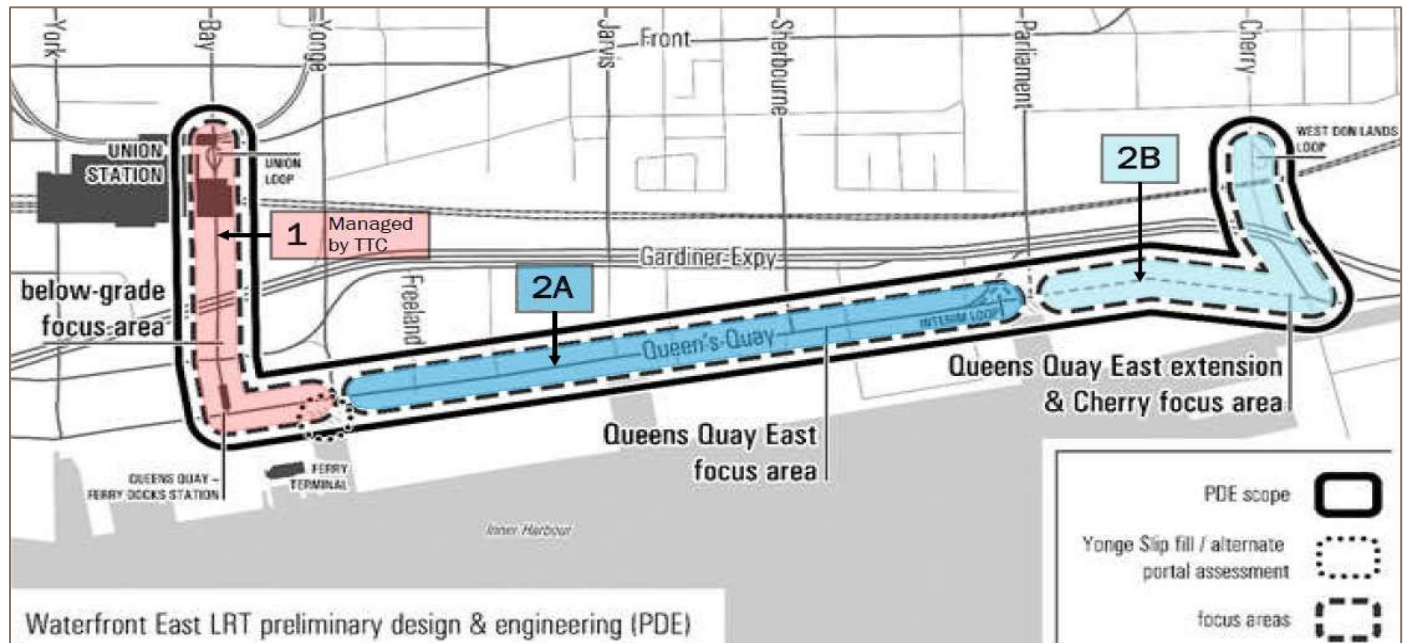 York
Bay
Yonge
Front
Jarvis
Sherbourne
Parliament
Cherry
UNION
STATION
UNION
LOOP
WEST DON LANDS
LOOP
2B
1 Managed
by TTC
Gardiner Expy
below-grade
focus area
Freeland
2A
INTERIM LOOP
Queen's Quay
Queens Quay East extension
& Cherry focus area
Queens Quay East
focus area
QUEENS QUAY –
FERRY DOCKS STATION
FERRY
TERMINAL
Inner Harbour
PDE scope
Yonge Slip fill / alternate
portal assessment
focus areas
Waterfront East LRT preliminary design & engineering (PDE)